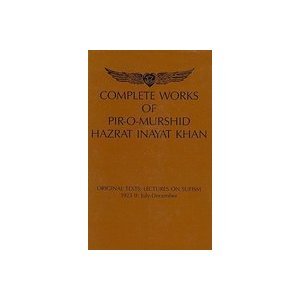 COMPLETE WORKS
OF
PIR-O-MURSHID
HAZRAT INAYAT KHAN
ORIGINAL TEXTS: LECTURES ON SUFISM
1923 II: July-December